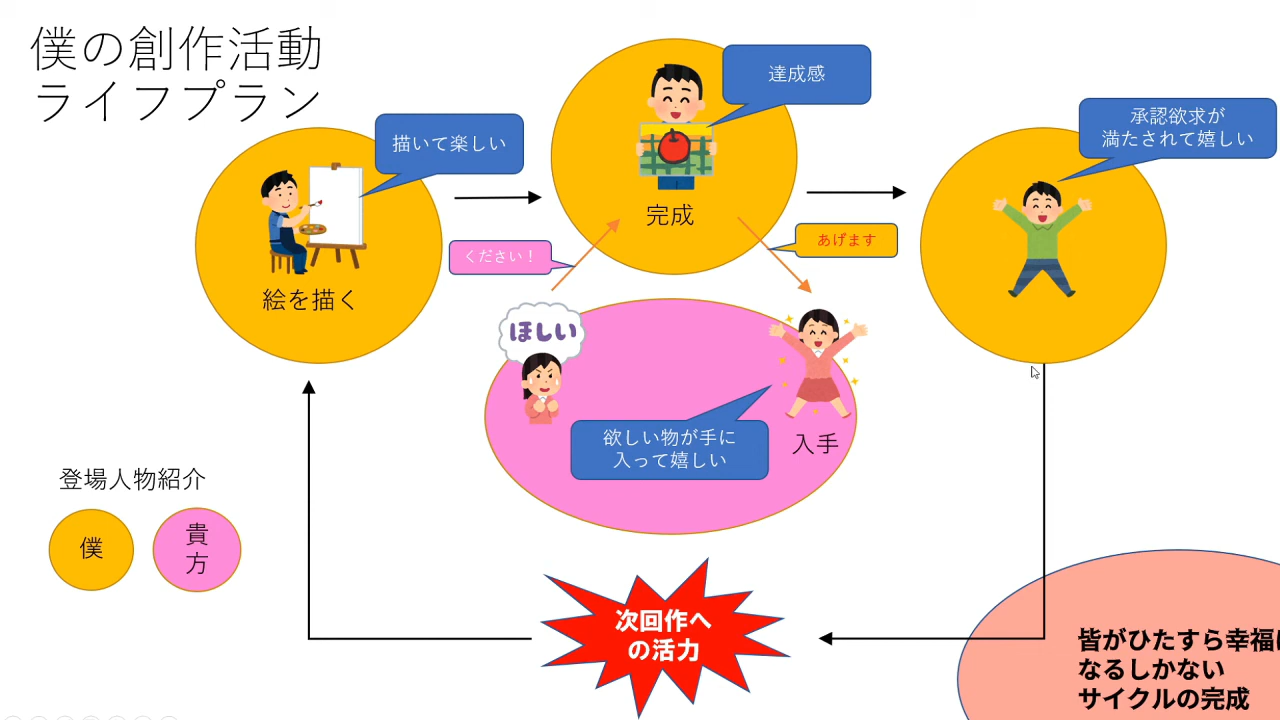 僕の創作活動
ライフプラン
描いて楽しい
絵を描く
達成感
完成
承認欲求が
満たされて嬉しい
ください！
あげます
ほしい
欲しい物が手に
入って嬉しい
入手
登場人物紹介
僕
貴
方
次回作へ
の活力
皆がひたすら幸福に
なるしかない
サイクルの完成